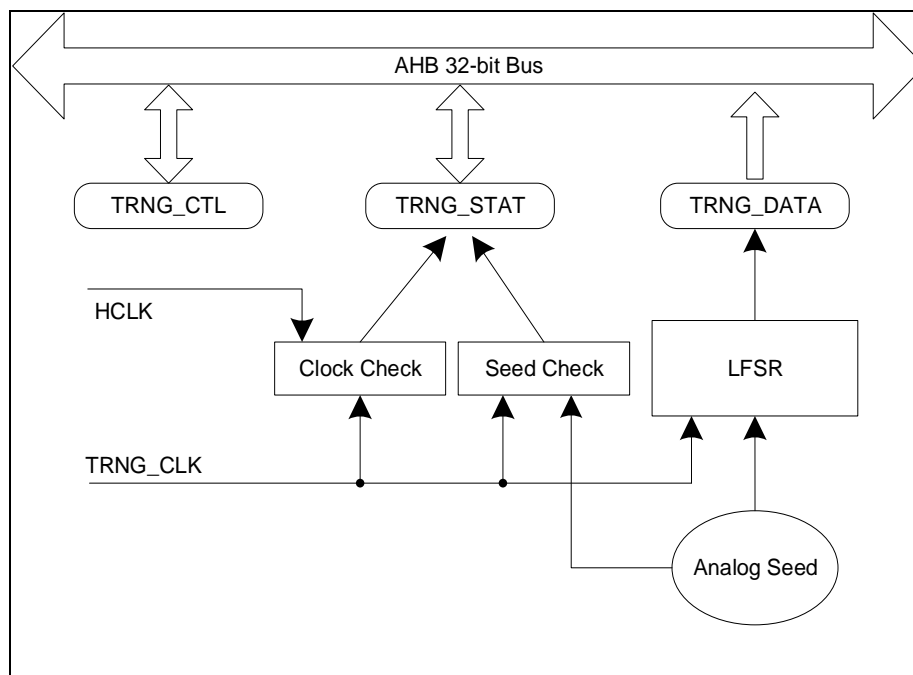 AHB 32-bit Bus
TRNG_CTL
TRNG_STAT
TRNG_DATA
HCLK
Clock Check
Seed Check
LFSR
TRNG_CLK
Analog Seed